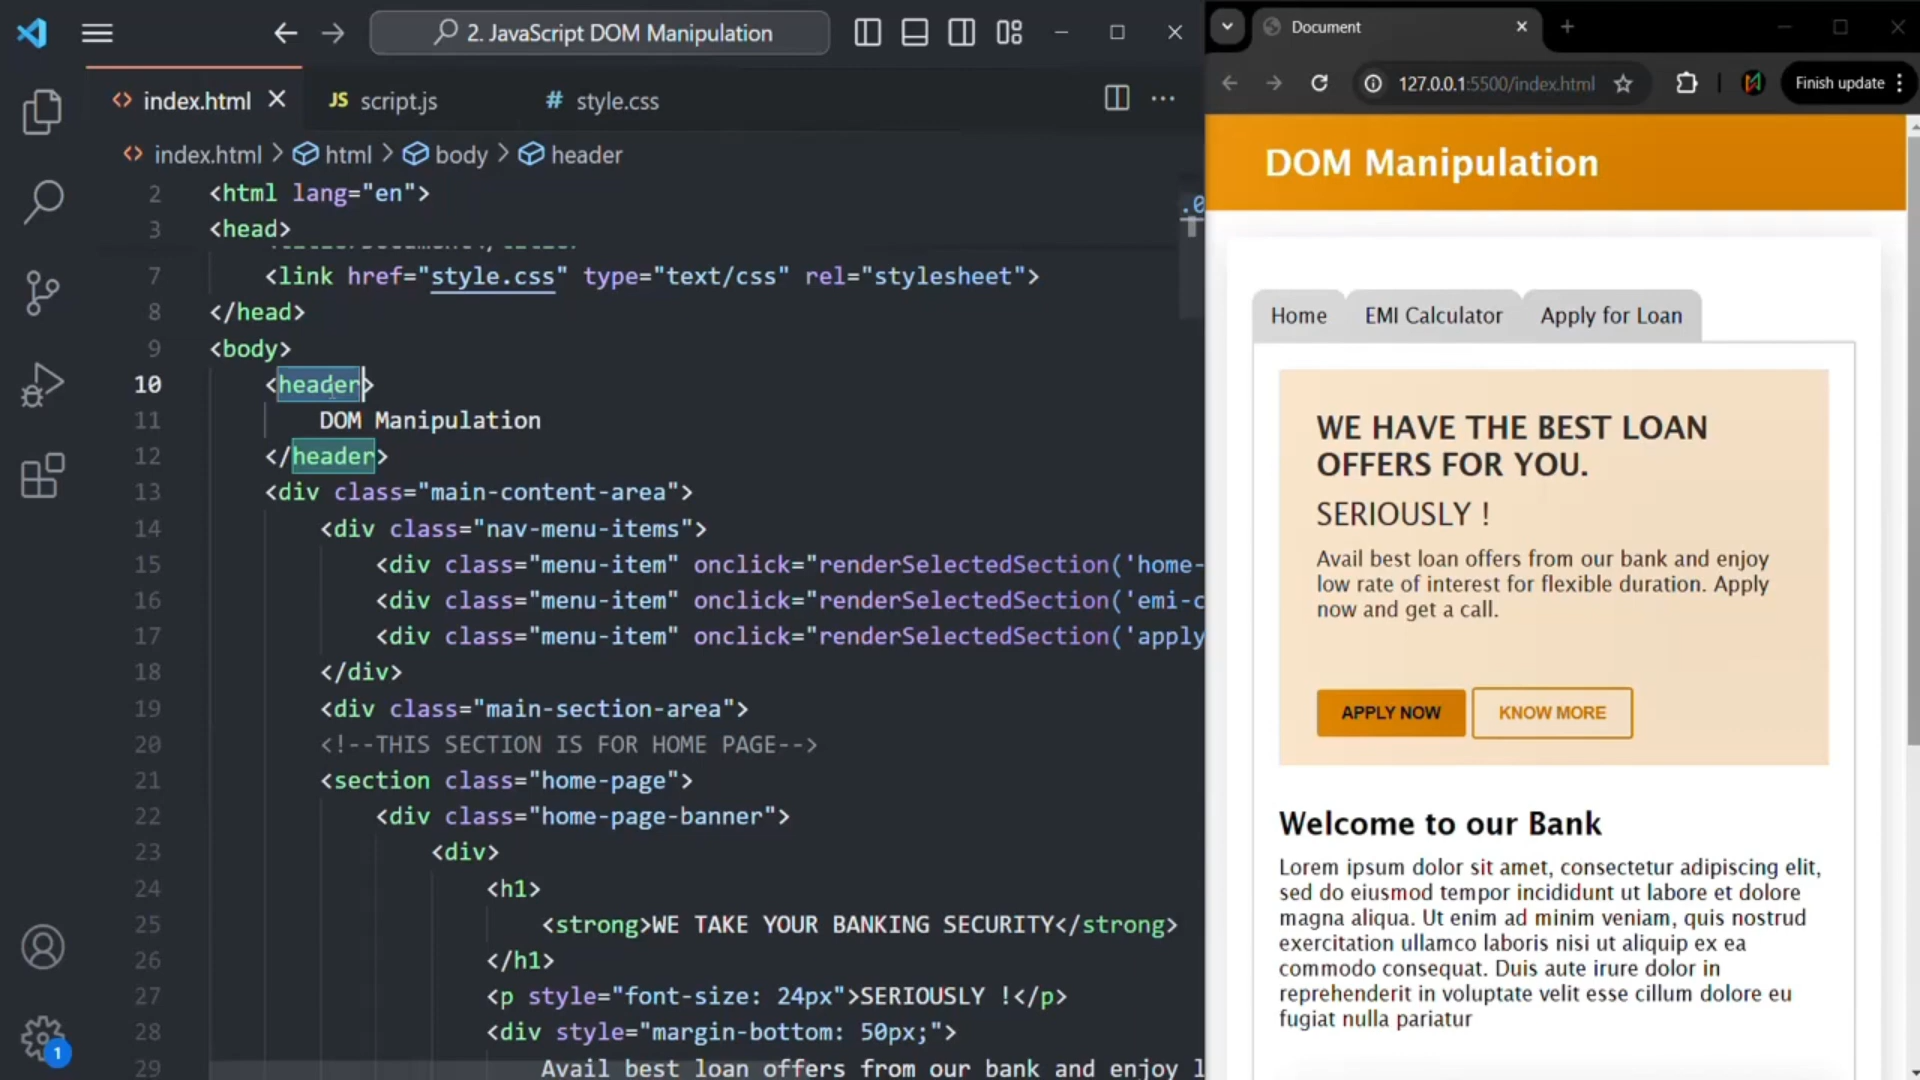 2. JavaScript DOM Manipulation
index.html
JS script.js
# style.css
index.html > html > body > header
2 <html lang="en">
3 <head>
7 <link href="style.css" type="text/css" rel="stylesheet">
8 </head>
9 <body>
10 <header>
11 DOM Manipulation
12 </header>
13 <div class="main-content-area">
14 <div class="nav-menu-items">
15 <div class="menu-item" onclick="renderSelectedSection('home-
16 <div class="menu-item" onclick="renderSelectedSection('emi-c
17 <div class="menu-item" onclick="renderSelectedSection('apply
18 </div>
19 <div class="main-section-area">
20 <!--THIS SECTION IS FOR HOME PAGE-->
21 <section class="home-page">
22 <div class="home-page-banner">
23 <div>
24 <h1>
25 <strong>WE TAKE YOUR BANKING SECURITY</strong>
26 </h1>
27 <p style="font-size: 24px">SERIOUSLY !</p>
28 <div style="margin-bottom: 50px;">
29 Avail best loan offers from our bank and enjoy l
1
Document
127.0.0.1:5500/index.html
Finish update
DOM Manipulation
Home
EMI Calculator
Apply for Loan
WE HAVE THE BEST LOAN
OFFERS FOR YOU.
SERIOUSLY !
Avail best loan offers from our bank and enjoy
low rate of interest for flexible duration. Apply
now and get a call.
APPLY NOW
KNOW MORE
Welcome to our Bank
Lorem ipsum dolor sit amet, consectetur adipiscing elit,
sed do eiusmod tempor incididunt ut labore et dolore
magna aliqua. Ut enim ad minim veniam, quis nostrud
exercitation ullamco laboris nisi ut aliquip ex ea
commodo consequat. Duis aute irure dolor in
reprehenderit in voluptate velit esse cillum dolore eu
fugiat nulla pariatur